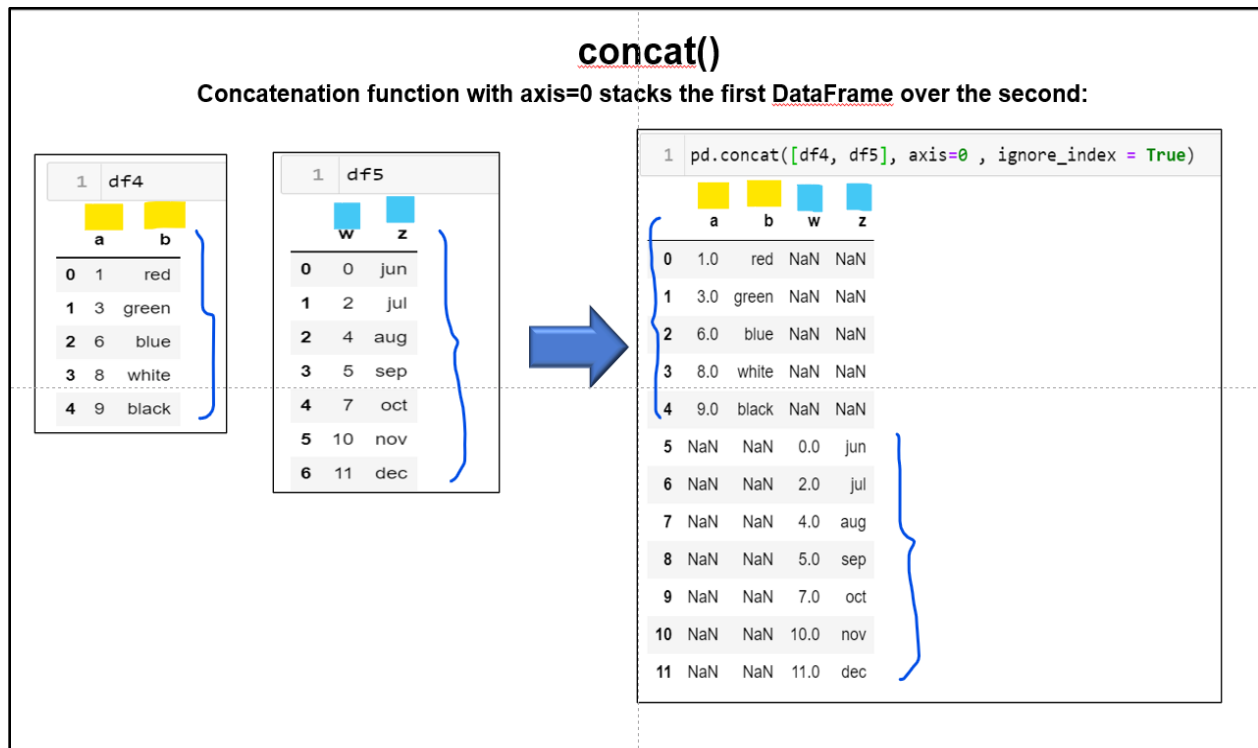 concat()
Concatenation function with axis=0 stacks the first DataFrame over the second:
1 df4
a b
0 1 red
1 3 green
2 6 blue
3 8 white
4 9 black
1 df5
w z
0 0 jun
1 2 jul
2 4 aug
3 5 sep
4 7 oct
5 10 nov
6 11 dec
1 pd.concat([df4, df5], axis=0 , ignore_index = True)
a b w z
0 1.0 red NaN NaN
1 3.0 green NaN NaN
2 6.0 blue NaN NaN
3 8.0 white NaN NaN
4 9.0 black NaN NaN
5 NaN NaN 0.0 jun
6 NaN NaN 2.0 jul
7 NaN NaN 4.0 aug
8 NaN NaN 5.0 sep
9 NaN NaN 7.0 oct
10 NaN NaN 10.0 nov
11 NaN NaN 11.0 dec